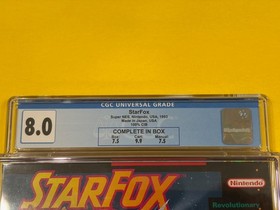 CGC UNIVERSAL GRADE
8.0
StarFox
Super NES, Nintendo, USA, 1993
Made in Japan, USA
COMPLETE IN BOX
Box Cart Manual
7.5 9.9 7.5
STARFOX
Nintendo
Revolutionary